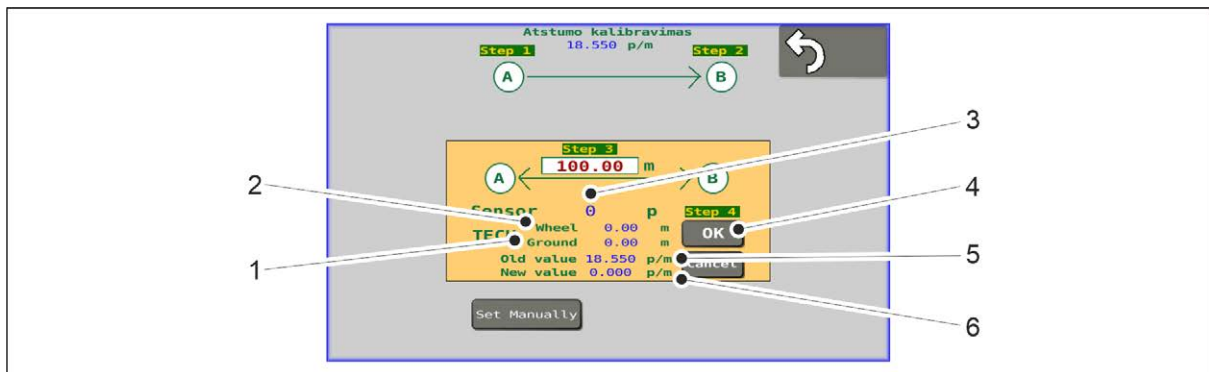 Atstumo kalibravimas
Step 1 18.550 p/m Step 2
A B
Step 3
100.00 m
A B
Sensor 0 p Step 4
TECU Wheel 0.00 m OK
Ground 0.00 m
Old value 18.550 p/m Cancel
New value 0.000 p/m
Set Manually
1
2
3
4
5
6